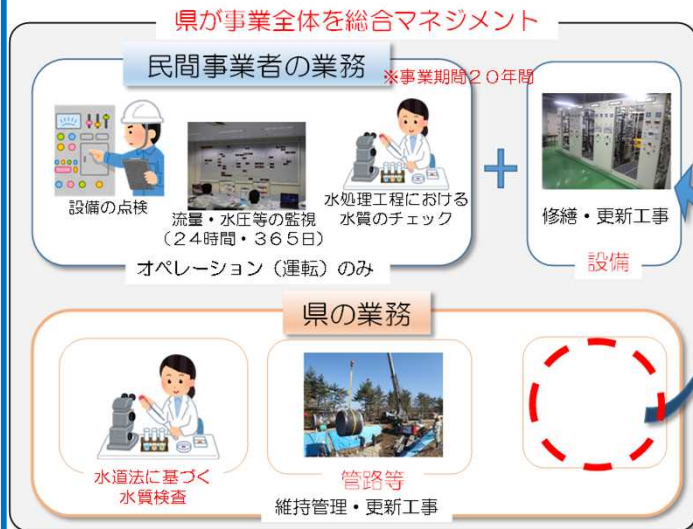 県が事業全体を総合マネジメント
民間事業者の業務
※事業期間20年間
設備の点検
流量・水圧等の監視
(24時間・365日)
水処理工程における
水質のチェック
オペレーション(運転)のみ
+
修繕・更新工事
設備
県の業務
水道法に基づく
水質検査
管路等
維持管理・更新工事